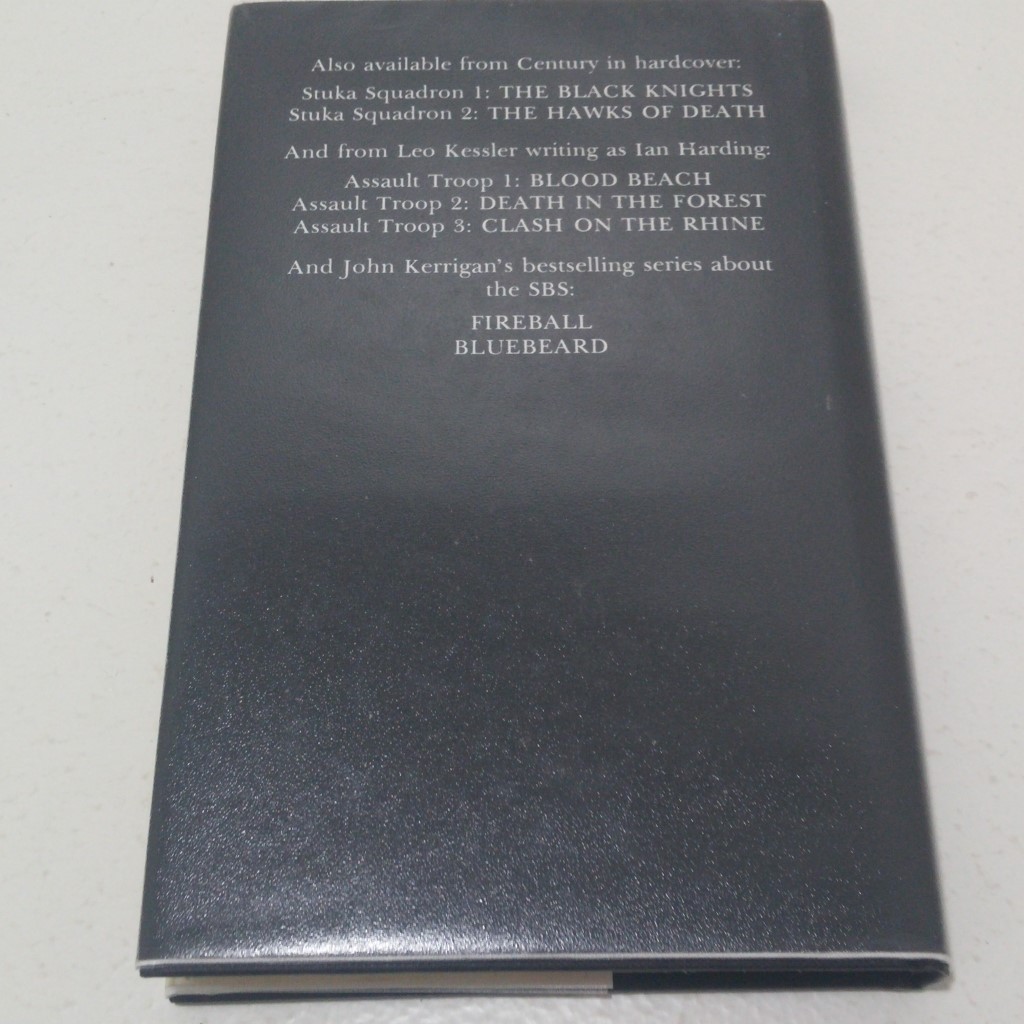 Also available from Century in hardcover:
Stuka Squadron 1: THE BLACK KNIGHTS
Stuka Squadron 2: THE HAWKS OF DEATH
And from Leo Kessler writing as Ian Harding:
Assault Troop 1: BLOOD BEACH
Assault Troop 2: DEATH IN THE FOREST
Assault Troop 3: CLASH ON THE RHINE
And John Kerrigan's bestselling series about
the SBS:
FIREBALL
BLUEBEARD